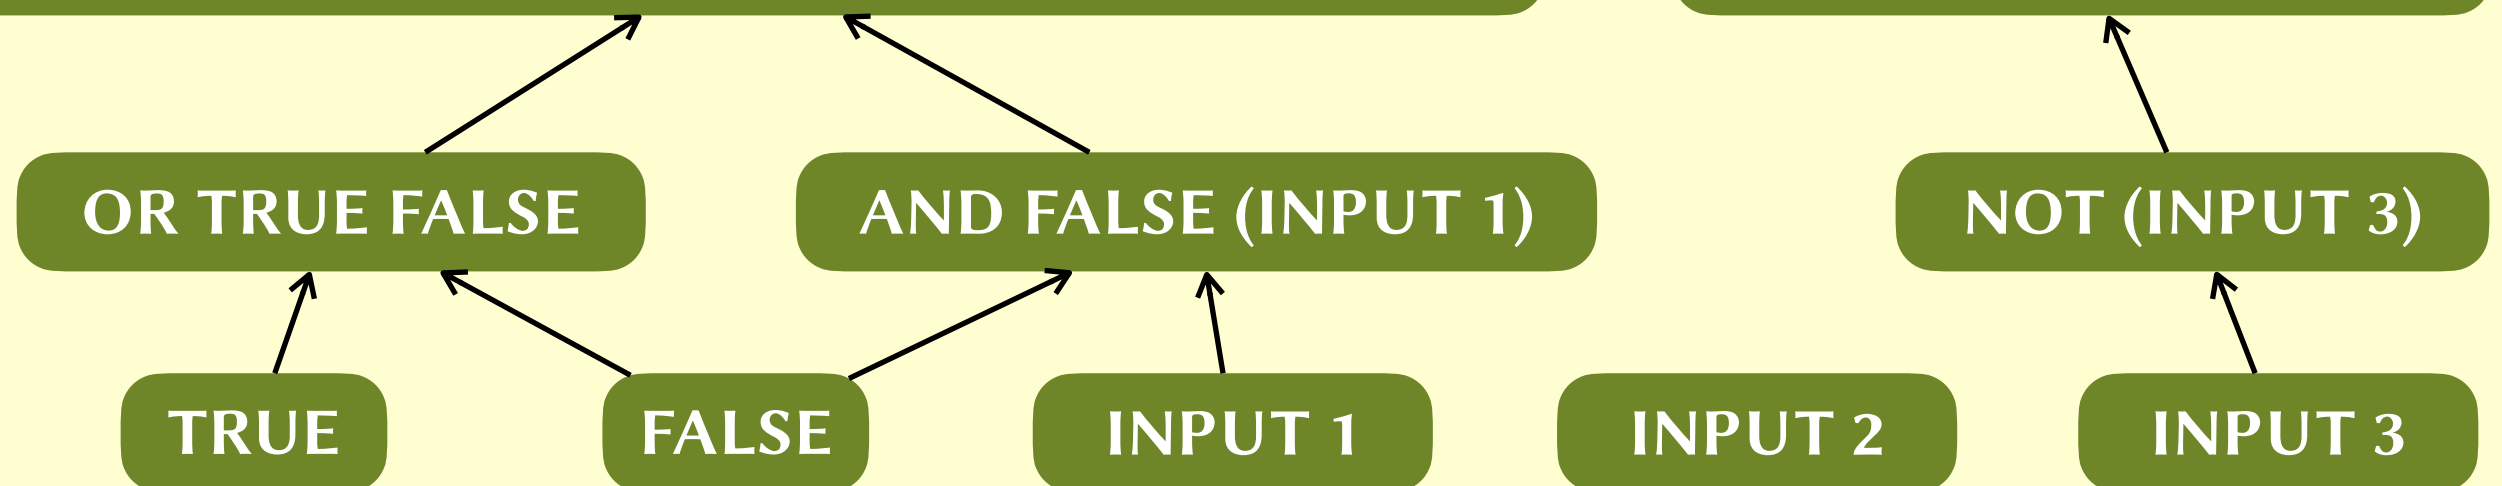 OR TRUE FALSE
AND FALSE (INPUT 1)
NOT (INPUT 3)
TRUE
FALSE
INPUT 1
INPUT 2
INPUT 3